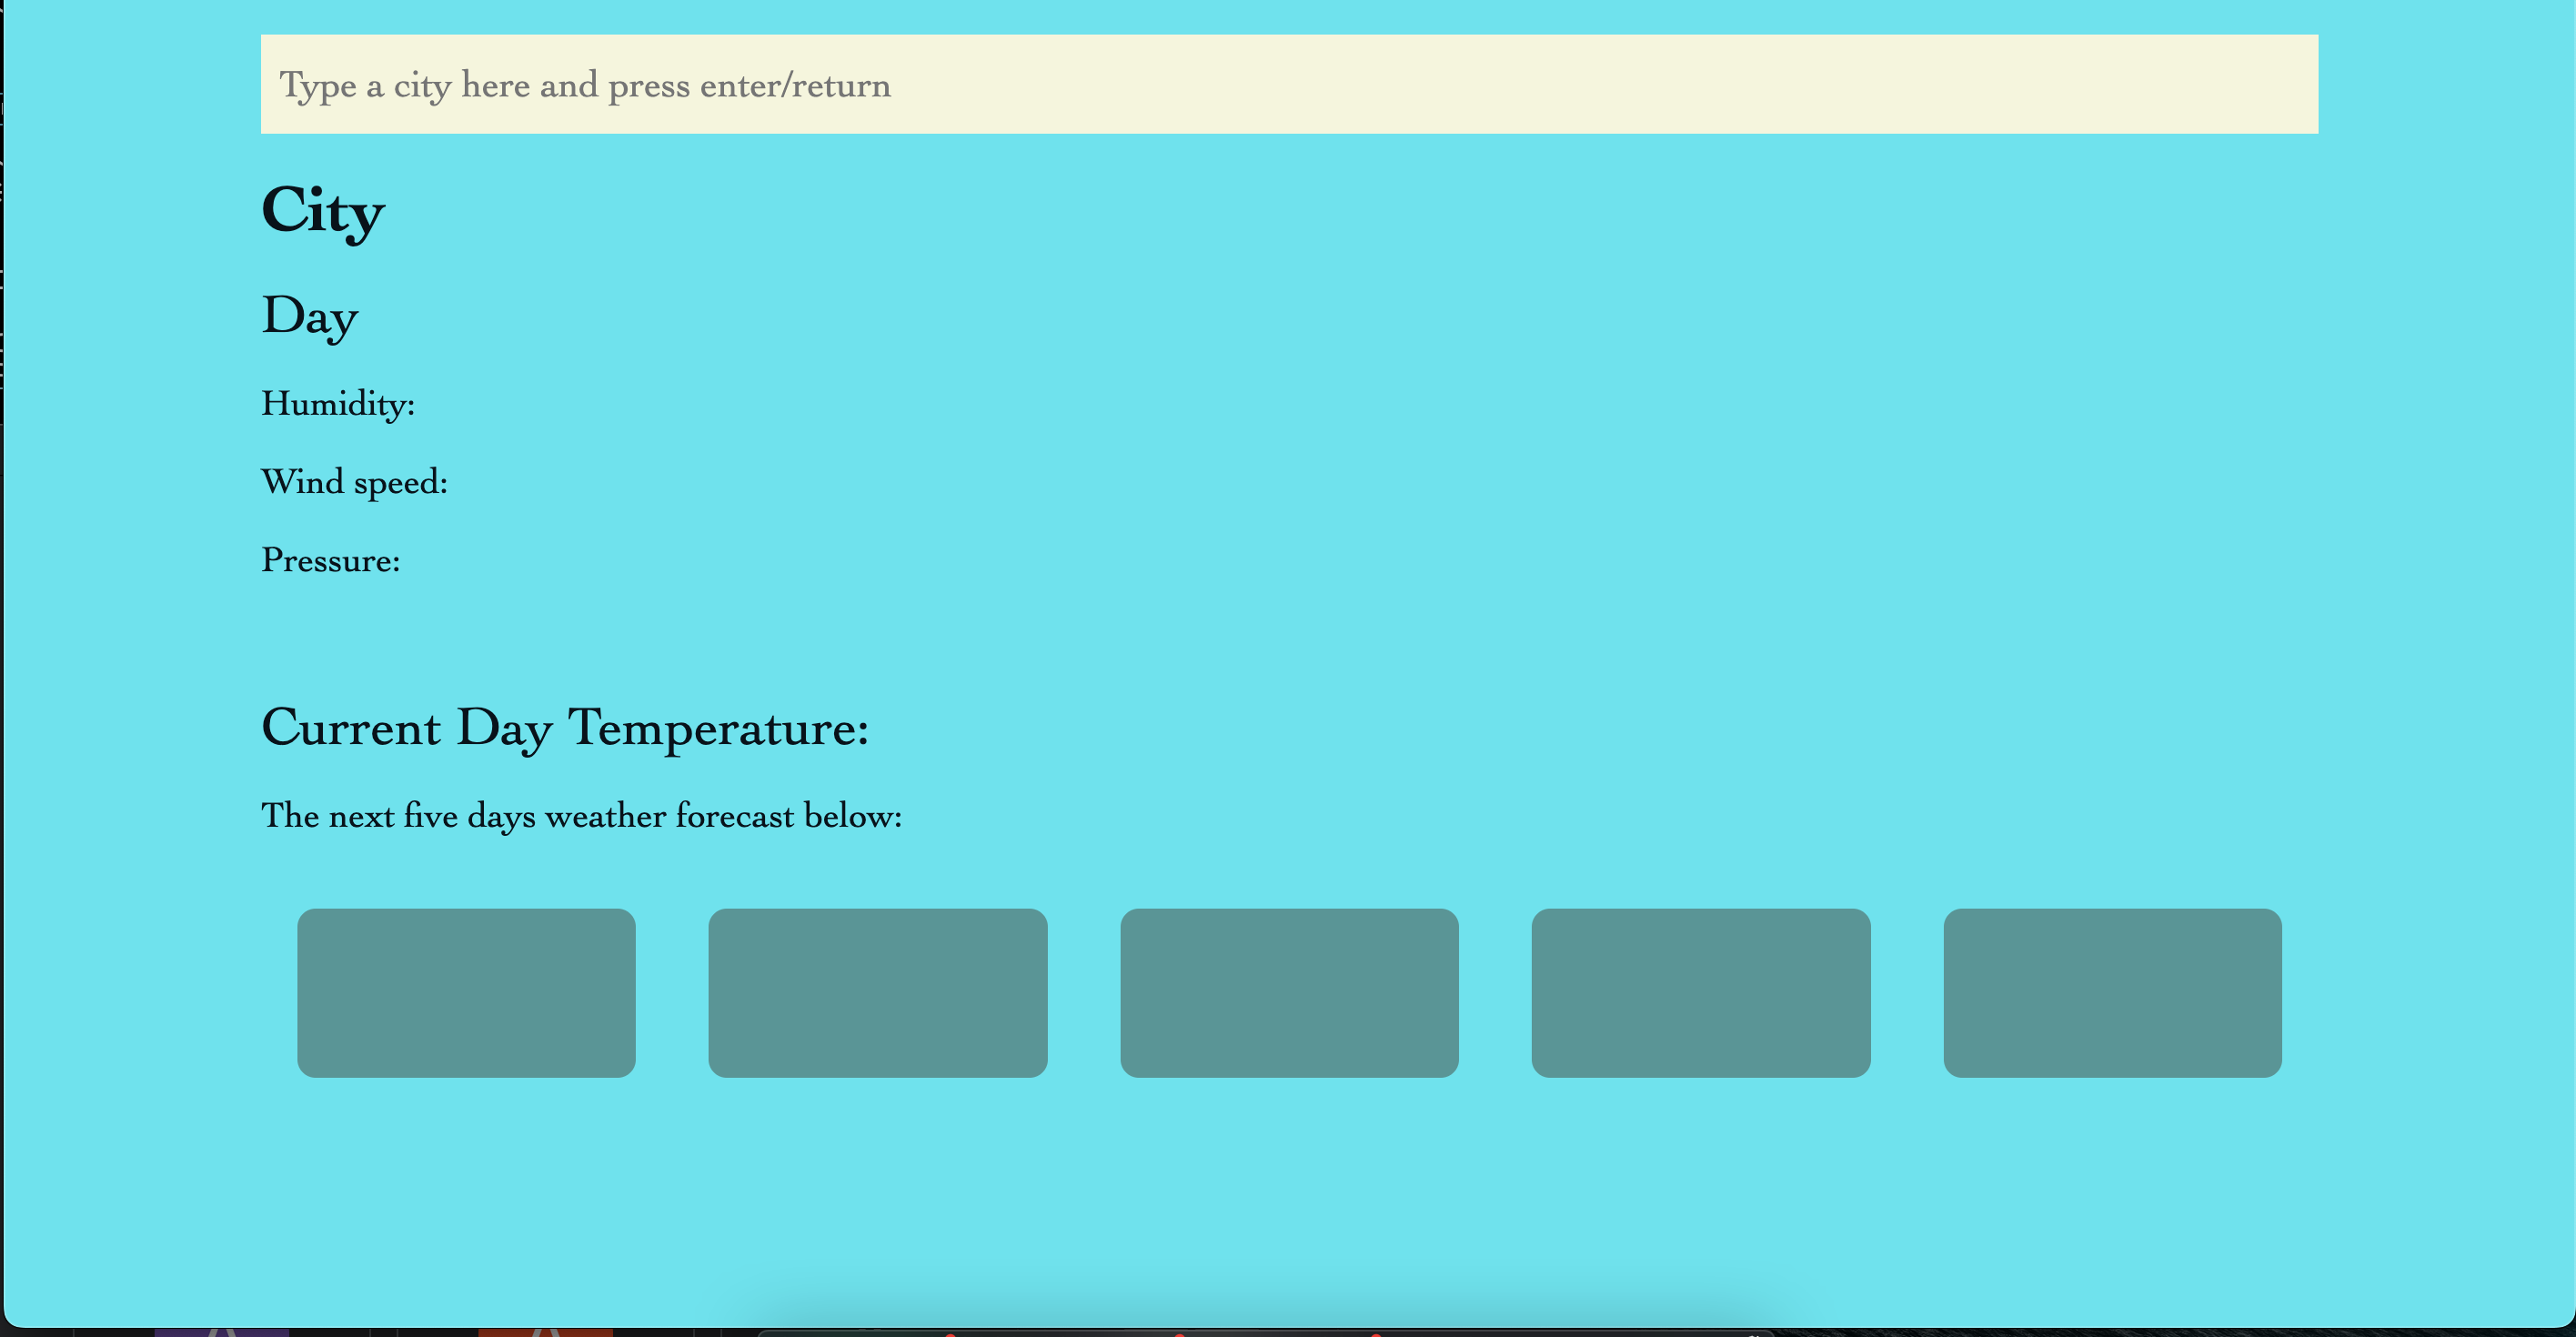 Type a city here and press enter/return
City
Day
Humidity:
Wind speed:
Pressure:
Current Day Temperature:
The next five days weather forecast below: